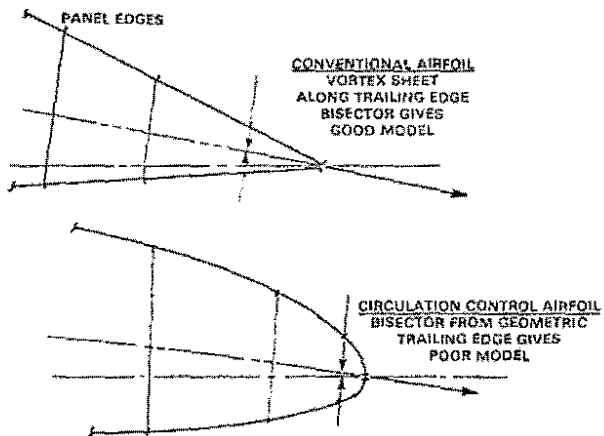 PANEL EDGES
CONVENTIONAL AIRFOIL
VORTEX SHEET
ALONG TRAILING EDGE
BISECTOR GIVES
GOOD MODEL
CIRCULATION CONTROL AIRFOIL
BISECTOR FROM GEOMETRIC
TRAILING EDGE GIVES
POOR MODEL